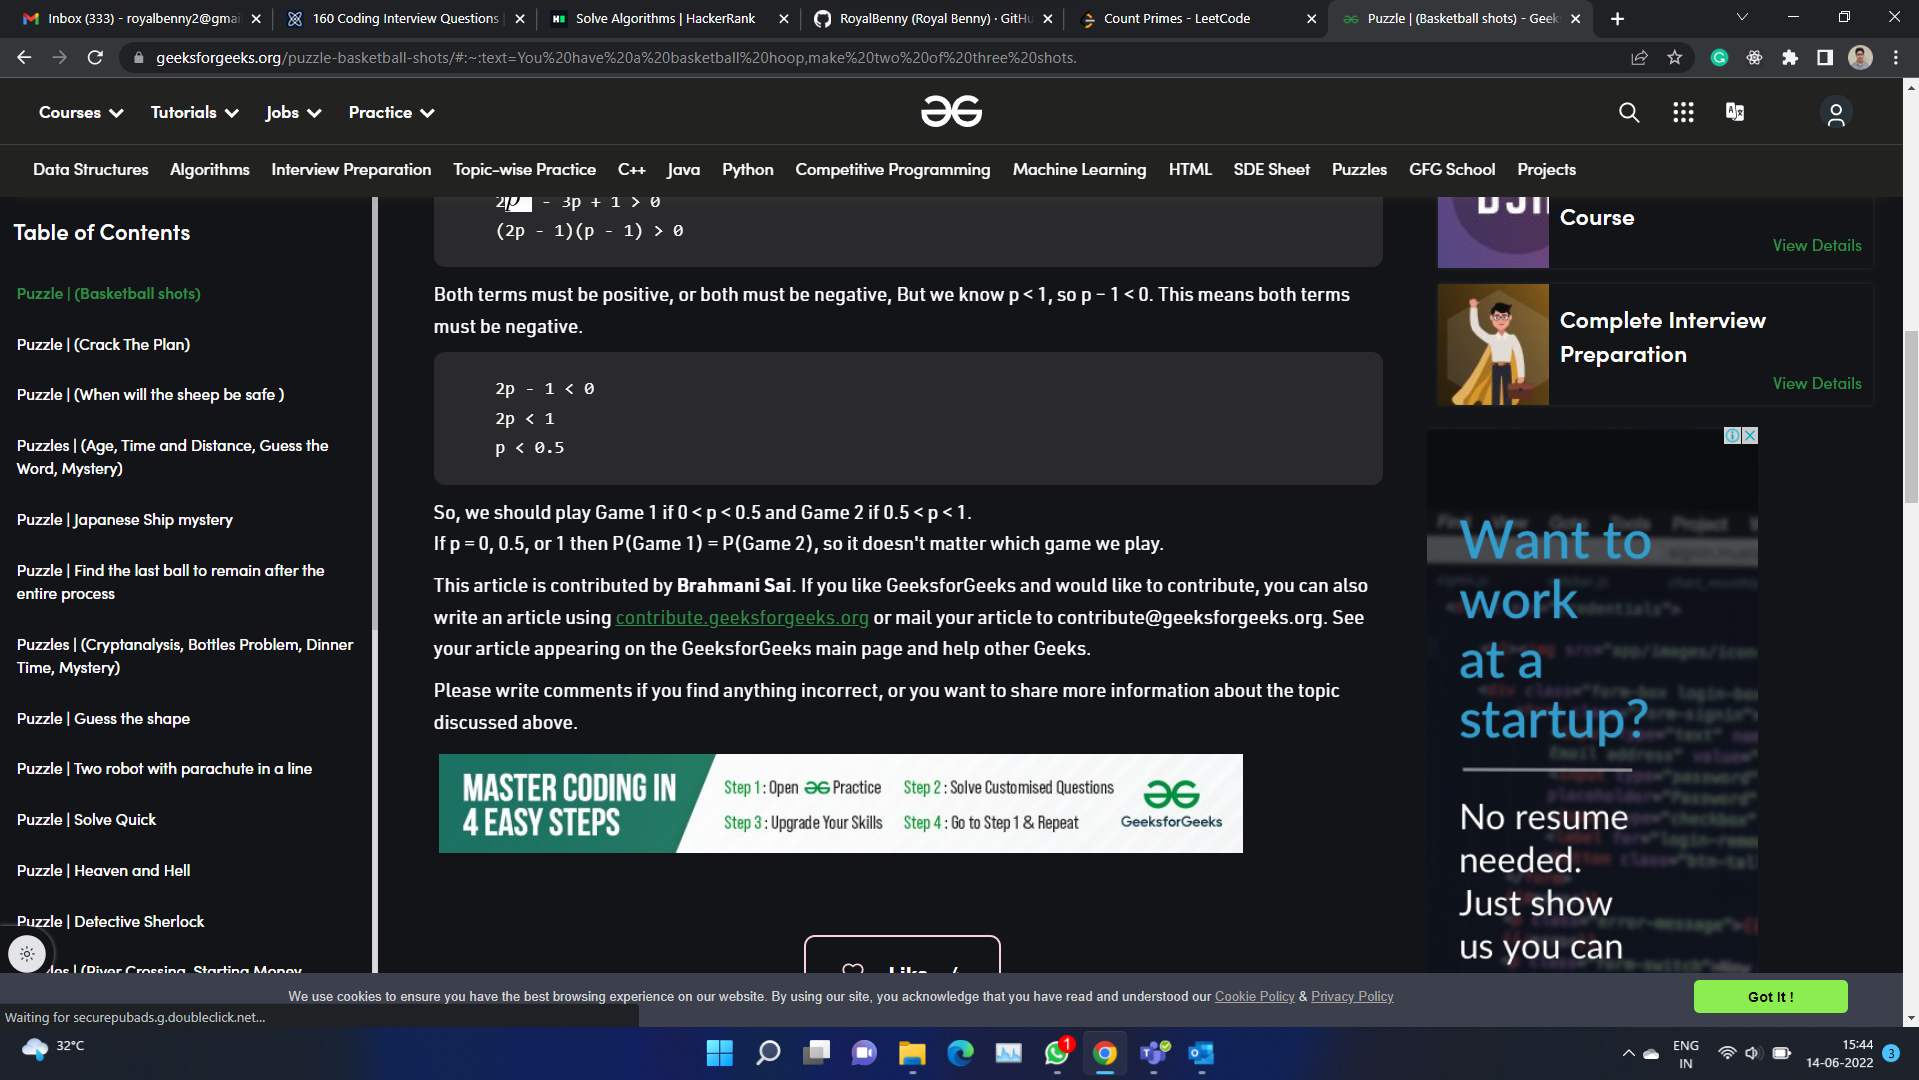 Inbox (333) - royalbenny2@gmai
160 Coding Interview Questions
Solve Algorithms | HackerRank
RoyalBenny (Royal Benny) · GitHu
Count Primes - LeetCode
Puzzle | (Basketball shots) - Geek
geeksforgeeks.org/puzzle-basketball-shots/#:~:text=You%20have%20a%20basketball%20hoop,make%20two%20of%20three%20shots.
Courses
Tutorials
Jobs
Practice
Data Structures
Algorithms
Interview Preparation
Topic-wise Practice
C++
Java
Python
Competitive Programming
Machine Learning
HTML
SDE Sheet
Puzzles
GFG School
Projects
Table of Contents
Puzzle | (Basketball shots)
Puzzle | (Crack The Plan)
Puzzle | (When will the sheep be safe )
Puzzles | (Age, Time and Distance, Guess the
Word, Mystery)
Puzzle | Japanese Ship mystery
Puzzle | Find the last ball to remain after the
entire process
Puzzles | (Cryptanalysis, Bottles Problem, Dinner
Time, Mystery)
Puzzle | Guess the shape
Puzzle | Two robot with parachute in a line
Puzzle | Solve Quick
Puzzle | Heaven and Hell
Puzzle | Detective Sherlock
(River Crossing, Starting Money
2p - 3p + 1 > 0
(2p - 1)(p - 1) > 0
Both terms must be positive, or both must be negative, But we know p < 1, so p – 1 < 0. This means both terms
must be negative.
2p - 1 < 0
2p < 1
p < 0.5
So, we should play Game 1 if 0 < p < 0.5 and Game 2 if 0.5 < p < 1.
If p = 0, 0.5, or 1 then P(Game 1) = P(Game 2), so it doesn't matter which game we play.
This article is contributed by Brahmani Sai. If you like GeeksforGeeks and would like to contribute, you can also
write an article using contribute.geeksforgeeks.org or mail your article to contribute@geeksforgeeks.org. See
your article appearing on the GeeksforGeeks main page and help other Geeks.
Please write comments if you find anything incorrect, or you want to share more information about the topic
discussed above.
MASTER CODING IN
4 EASY STEPS
Step 1 : Open Practice
Step 2 : Solve Customised Questions
Step 3 : Upgrade Your Skills
Step 4 : Go to Step 1 & Repeat
GeeksforGeeks
Like
Course
View Details
Complete Interview
Preparation
View Details
Want to
work
at a
startup?
No resume
needed.
Just show
us you can
We use cookies to ensure you have the best browsing experience on our website. By using our site, you acknowledge that you have read and understood our Cookie Policy & Privacy Policy
Got It !
Waiting for securepubads.g.doubleclick.net...
32°C
1
ENG
IN
15:44
14-06-2022
3